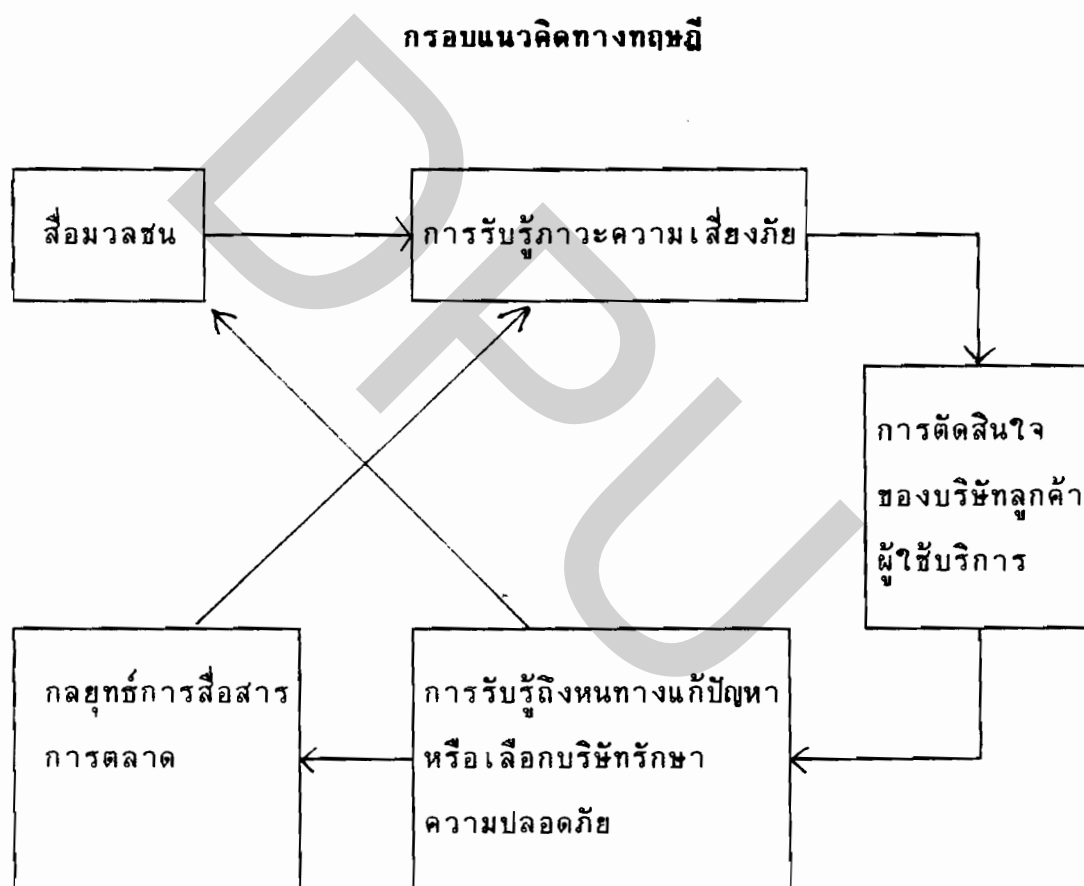 กรอบแนวคิดทางทฤษฎี
สื่อมวลชน
การรับรู้ภาวะความเสี่ยงภัย
การตัดสินใจ
ของบริษัทลูกค้า
ผู้ใช้บริการ
กลยุทธ์การสื่อสาร
การตลาด
การรับรู้ถึงหนทางแก้ปัญหา
หรือเลือกบริษัทรักษา
ความปลอดภัย
DPU